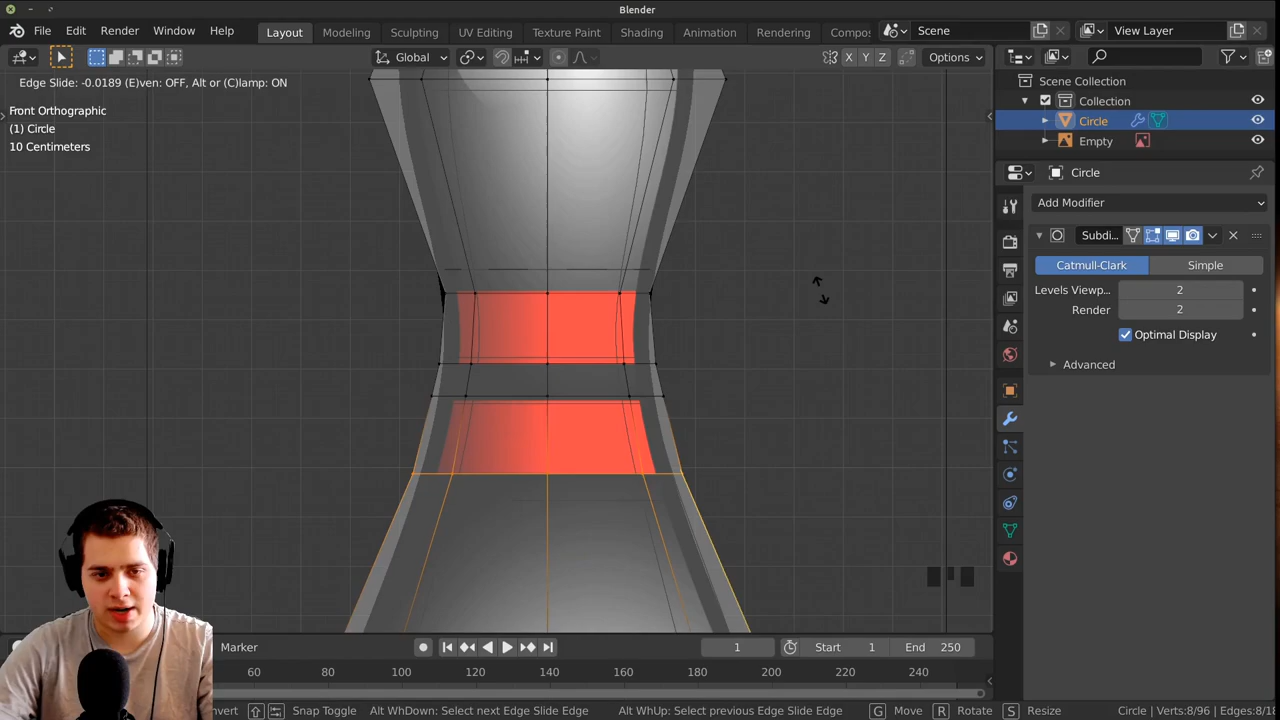 Blender
File Edit Render Window Help Layout Modeling Sculpting UV Editing Texture Paint Shading Animation Rendering Compos Scene View Layer
Global X Y Z Options
Edge Slide: -0.0189 (E)ven: OFF, Alt or (C)lamp: ON
Front Orthographic
(1) Circle
10 Centimeters
Scene Collection
Collection
Circle
Empty
Circle
Add Modifier
Subdi...
Catmull-Clark Simple
Levels Viewp... 2
Render 2
Optimal Display
Advanced
Marker 1 Start 1 End 250
60 80 100 120 140 160 180 200 220 240
nvert Snap Toggle Alt WhDown: Select next Edge Slide Edge Alt WhUp: Select previous Edge Slide Edge G Move R Rotate S Resize Circle | Verts:8/96 | Edges:8/18